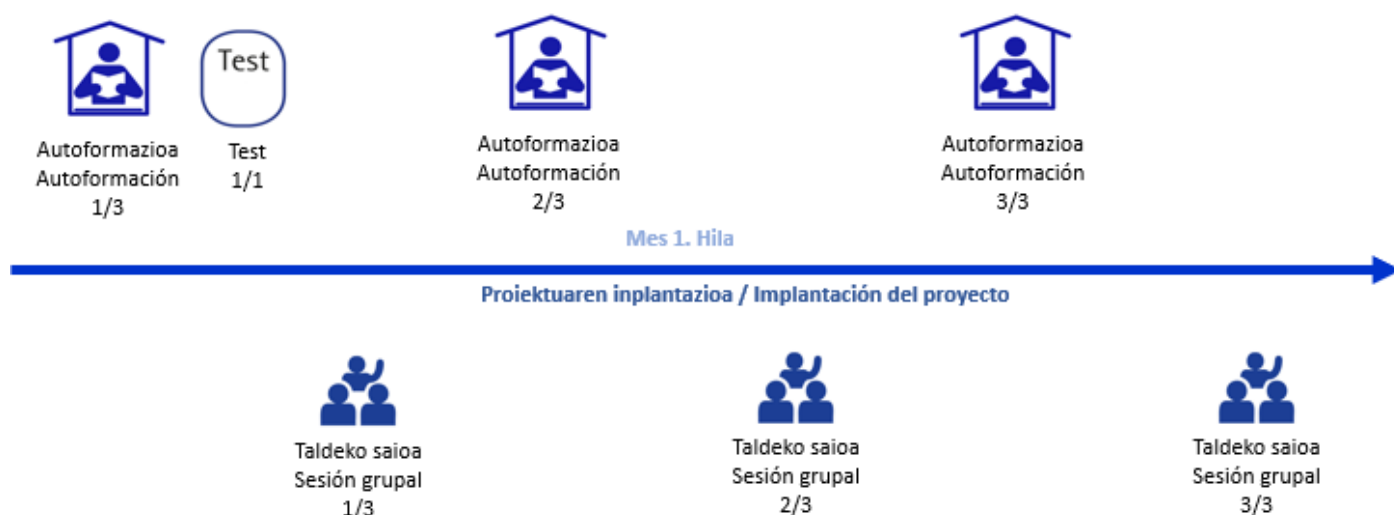 Test
Autoformazioa
Autoformación
1/3
Test
1/1
Autoformazioa
Autoformación
2/3
Autoformazioa
Autoformación
3/3
Mes 1. Hila
Proiektuaren inplantazioa / Implantación del proyecto
Taldeko saioa
Sesión grupal
1/3
Taldeko saioa
Sesión grupal
2/3
Taldeko saioa
Sesión grupal
3/3